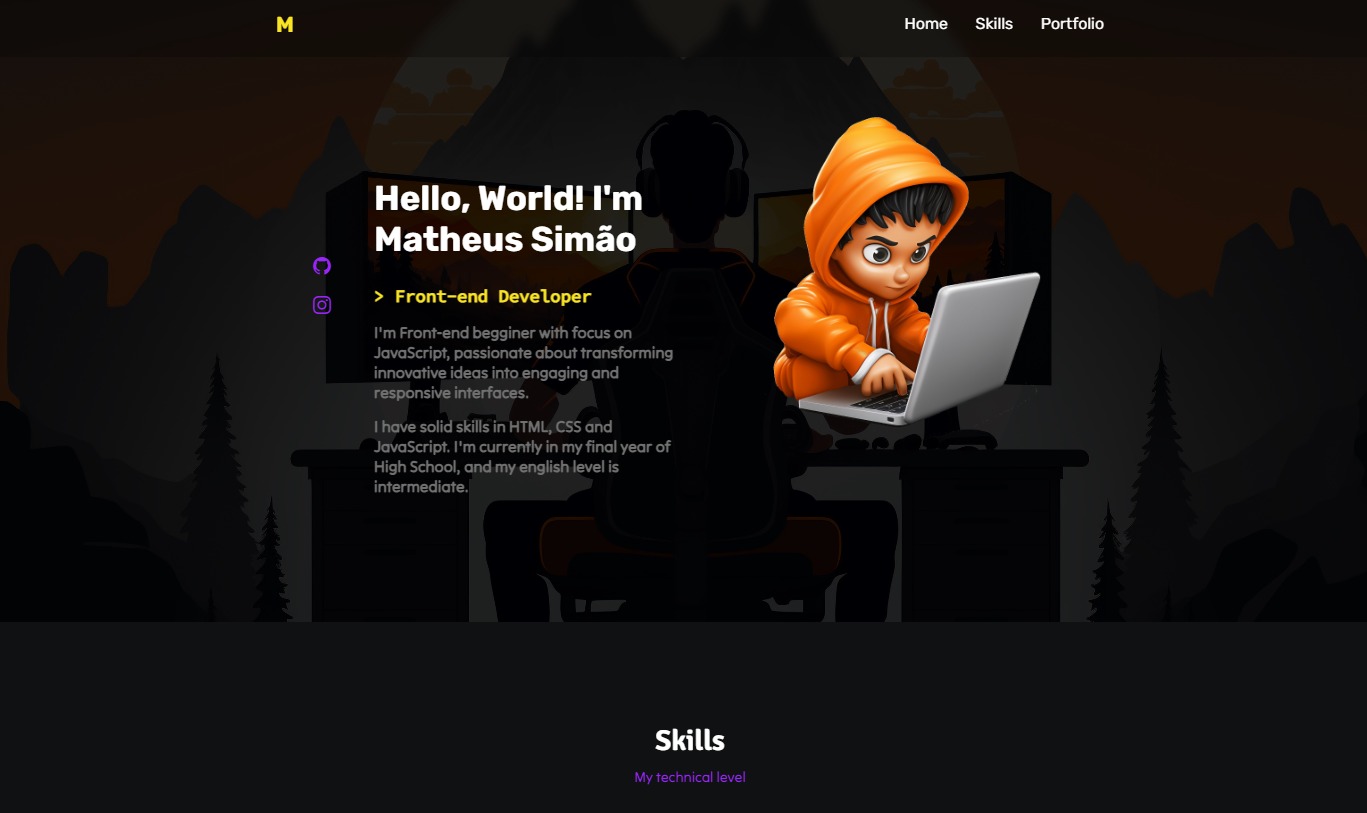 M
Home Skills Portfolio
Hello, World! I'm
Matheus Simão
> Front-end Developer
I'm Front-end begginer with focus on
JavaScript, passionate about transforming
innovative ideas into engaging and
responsive interfaces.
I have solid skills in HTML, CSS and
JavaScript. I'm currently in my final year of
High School, and my english level is
intermediate.
Skills
My technical level